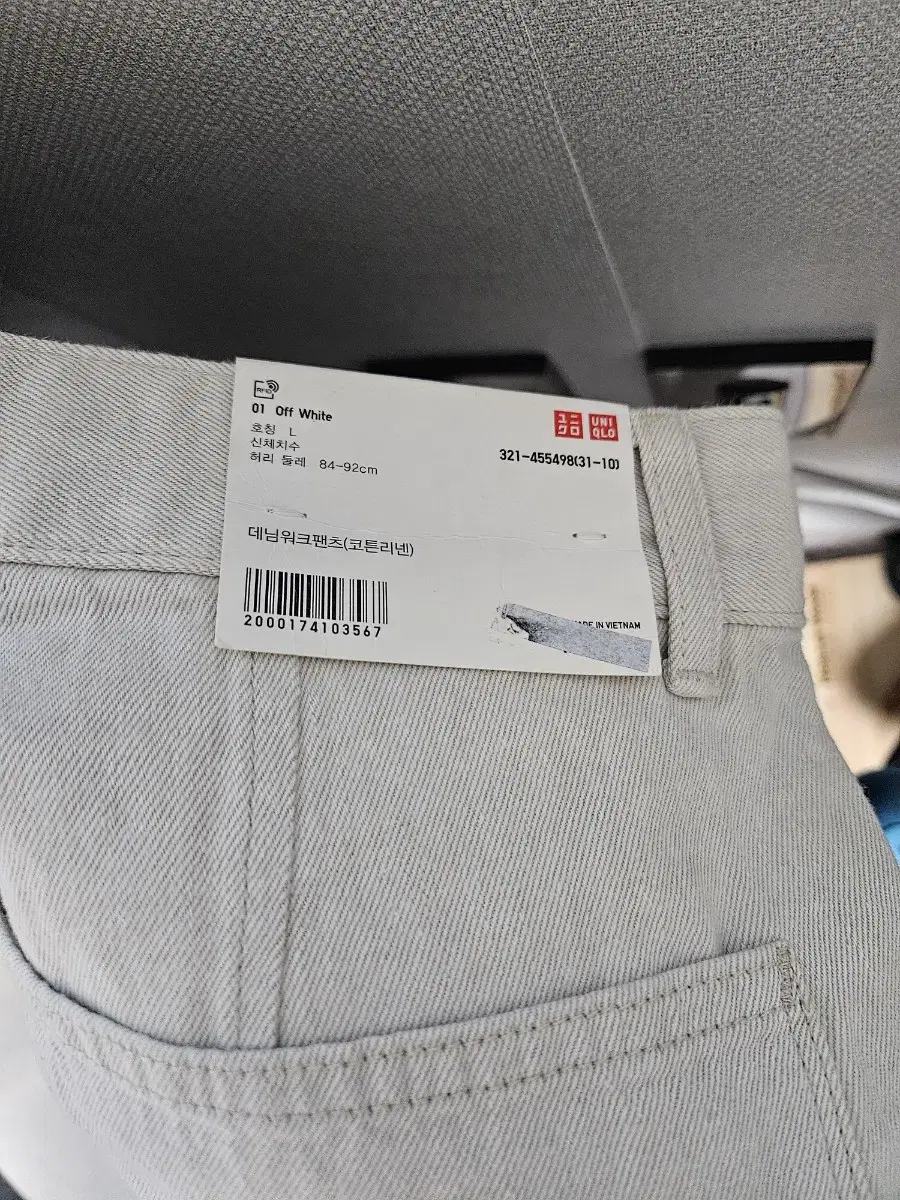 RFID
01 Off White
호칭 L
신체치수
허리 둘레 84-92cm
ユニ
クロ
UNI
QLO
321-455498(31-10)
데님워크팬츠(코튼리넨)
2000174103567
IN VIETNAM